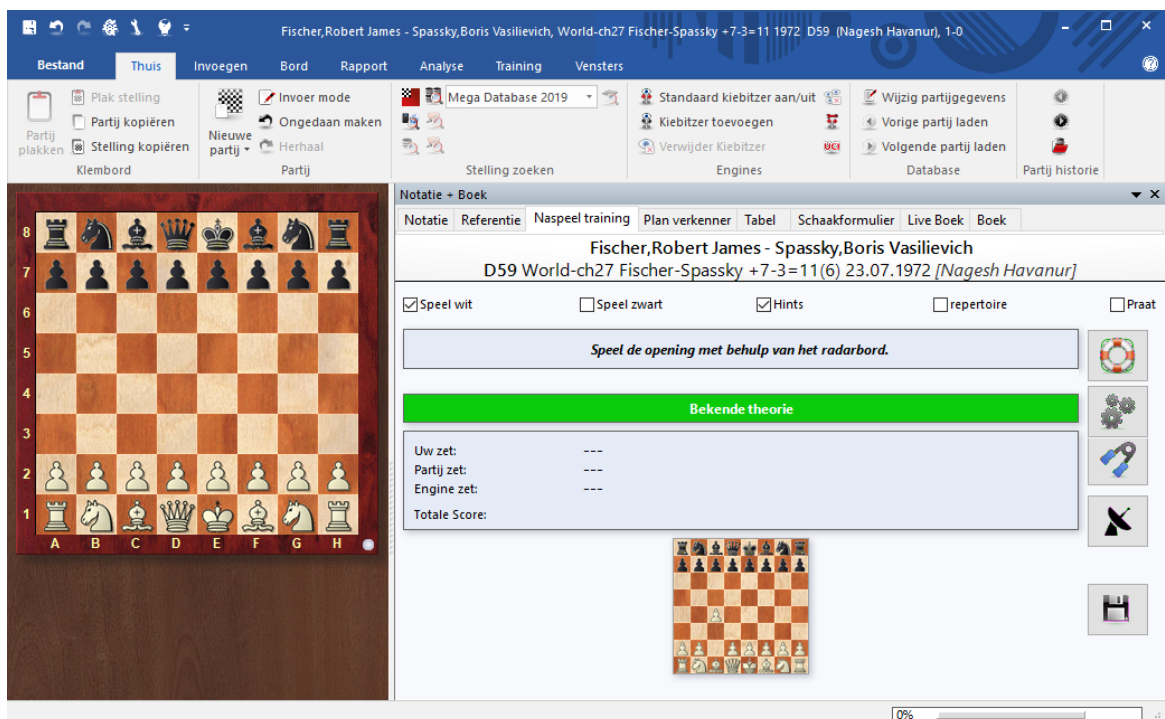 Fischer,Robert James - Spassky,Boris Vasilievich, World-ch27 Fischer-Spassky +7-3=11 1972 D59 (Nagesh Havanur), 1-0
Bestand Thuis Invoegen Bord Rapport Analyse Training Vensters
Partij plakken
Plak stelling
Partij kopiëren
Stelling kopiëren
Klembord
Nieuwe partij
Invoer mode
Ongedaan maken
Herhaal
Partij
Mega Database 2019
Stelling zoeken
Standaard kiebitzer aan/uit
Kiebitzer toevoegen
Verwijder Kiebitzer
UCI
Engines
Wijzig partijgegevens
Vorige partij laden
Volgende partij laden
Database
Partij historie
Notatie + Boek
Notatie Referentie Naspeel training Plan verkenner Tabel Schaakformulier Live Boek Boek
Fischer,Robert James - Spassky,Boris Vasilievich
D59 World-ch27 Fischer-Spassky +7-3=11(6) 23.07.1972 [Nagesh Havanur]
Speel wit Speel zwart Hints repertoire Praat
Speel de opening met behulp van het radarbord.
Bekende theorie
Uw zet: ---
Partij zet: ---
Engine zet: ---
Totale Score:
8
7
6
5
4
3
2
1
A B C D E F G H
0%